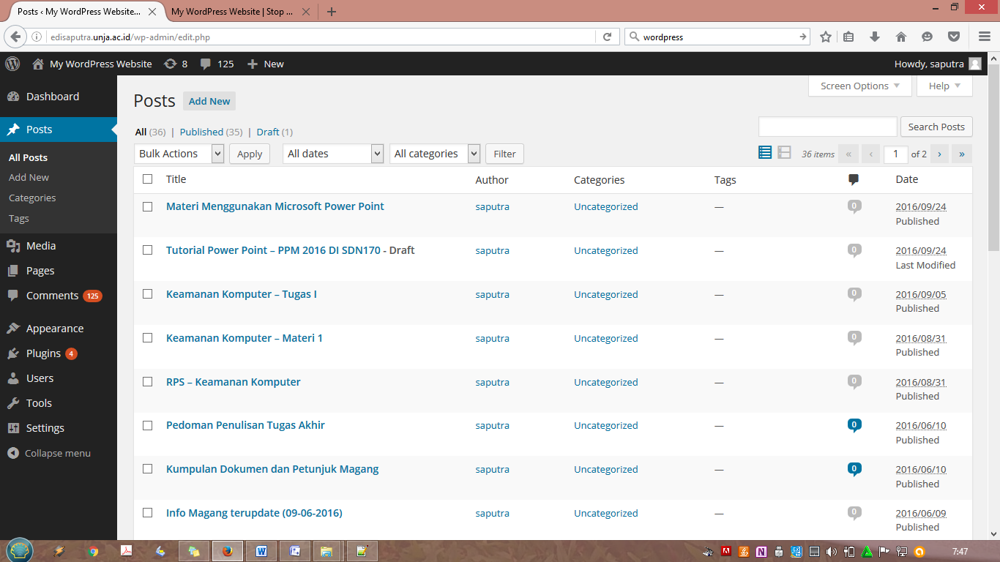 Posts ‹ My WordPress Website...
My WordPress Website | Stop ...
edisaputra.unja.ac.id/wp-admin/edit.php
wordpress
My WordPress Website 8 125 New
Howdy, saputra
Dashboard
Posts
All Posts
Add New
Categories
Tags
Media
Pages
Comments 125
Appearance
Plugins 4
Users
Tools
Settings
Collapse menu
Screen Options Help
Posts Add New
All (36) | Published (35) | Draft (1)
Search Posts
Bulk Actions Apply All dates All categories Filter
36 items « ‹ 1 of 2 › »
Title Author Categories Tags Date
Materi Menggunakan Microsoft Power Point saputra Uncategorized — 0 2016/09/24
Published
Tutorial Power Point – PPM 2016 DI SDN170 - Draft saputra Uncategorized — 0 2016/09/24
Last Modified
Keamanan Komputer – Tugas I saputra Uncategorized — 0 2016/09/05
Published
Keamanan Komputer – Materi 1 saputra Uncategorized — 0 2016/08/31
Published
RPS – Keamanan Komputer saputra Uncategorized — 0 2016/08/31
Published
Pedoman Penulisan Tugas Akhir saputra Uncategorized — 0 2016/06/10
Published
Kumpulan Dokumen dan Petunjuk Magang saputra Uncategorized — 0 2016/06/10
Published
Info Magang terupdate (09-06-2016) saputra Uncategorized — 0 2016/06/09
Published
7:47